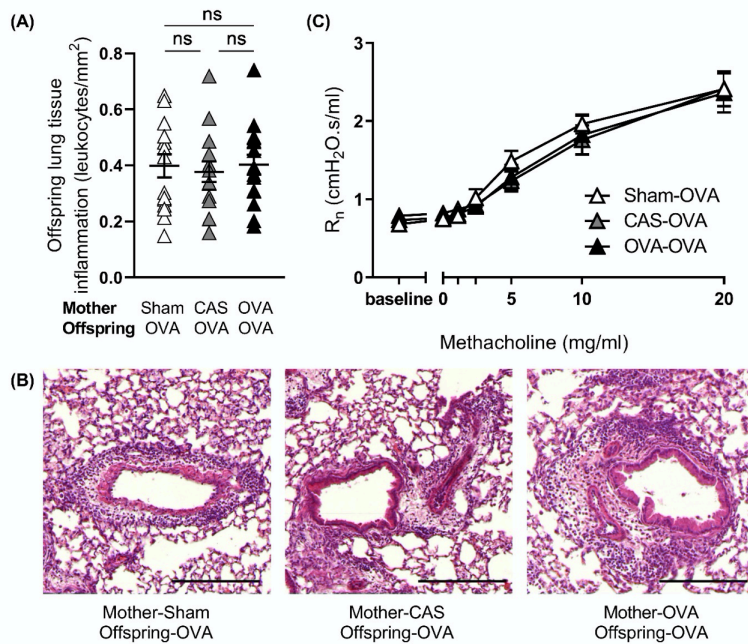 (A)
ns
ns ns
Offspring lung tissue
inflammation (leukocytes/mm²)
0.8
0.6
0.4
0.2
0.0
Mother Sham CAS OVA
Offspring OVA OVA OVA
(C)
Rₙ (cmH₂O.s/ml)
3
2
1
0
Sham-OVA
CAS-OVA
OVA-OVA
baseline 0 5 10 20
Methacholine (mg/ml)
(B)
Mother-Sham
Offspring-OVA
Mother-CAS
Offspring-OVA
Mother-OVA
Offspring-OVA